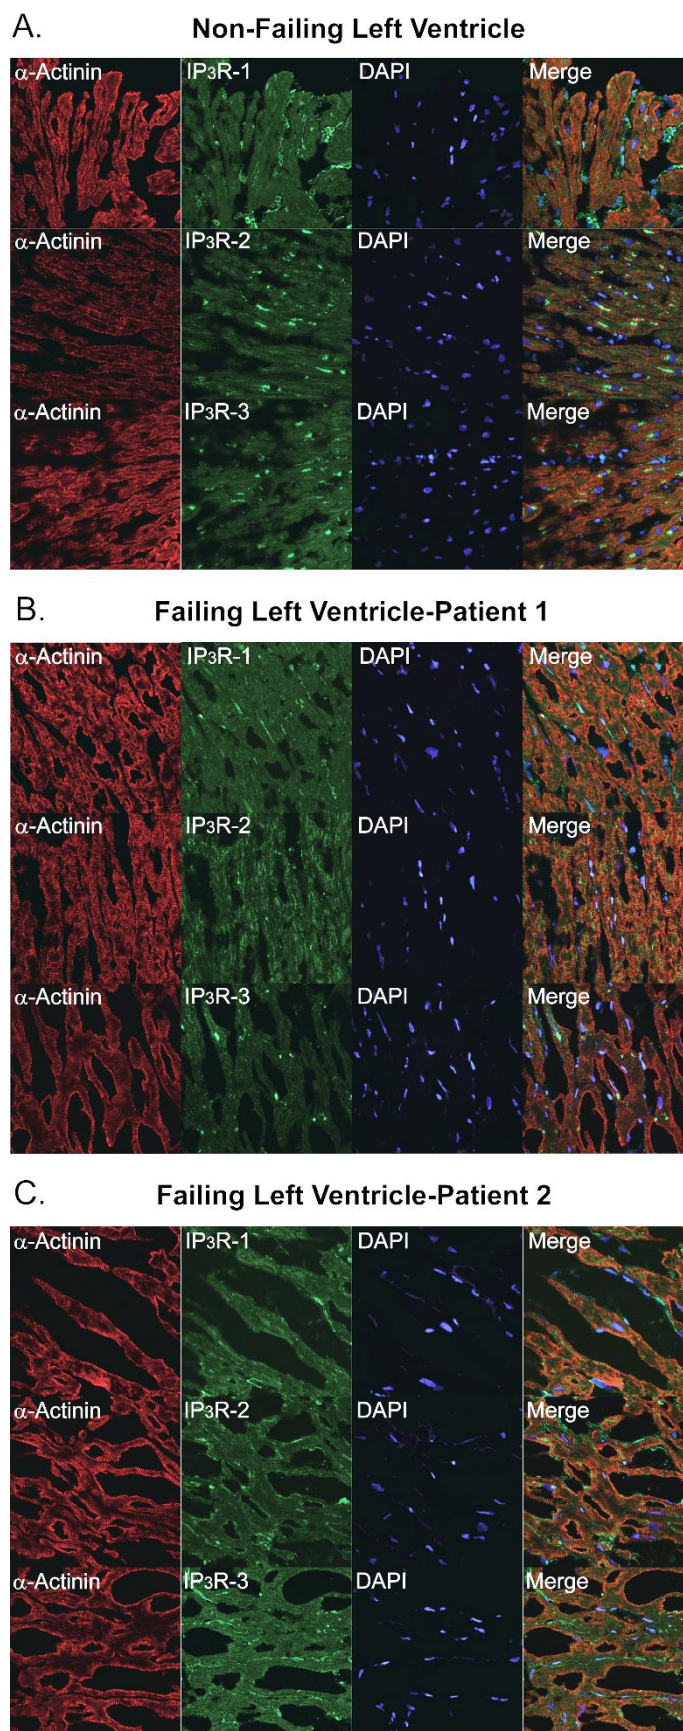 A. Non-Failing Left Ventricle
α-Actinin IP3R-1 DAPI Merge
α-Actinin IP3R-2 DAPI Merge
α-Actinin IP3R-3 DAPI Merge
B. Failing Left Ventricle-Patient 1
α-Actinin IP3R-1 DAPI Merge
α-Actinin IP3R-2 DAPI Merge
α-Actinin IP3R-3 DAPI Merge
C. Failing Left Ventricle-Patient 2
α-Actinin IP3R-1 DAPI Merge
α-Actinin IP3R-2 DAPI Merge
α-Actinin IP3R-3 DAPI Merge